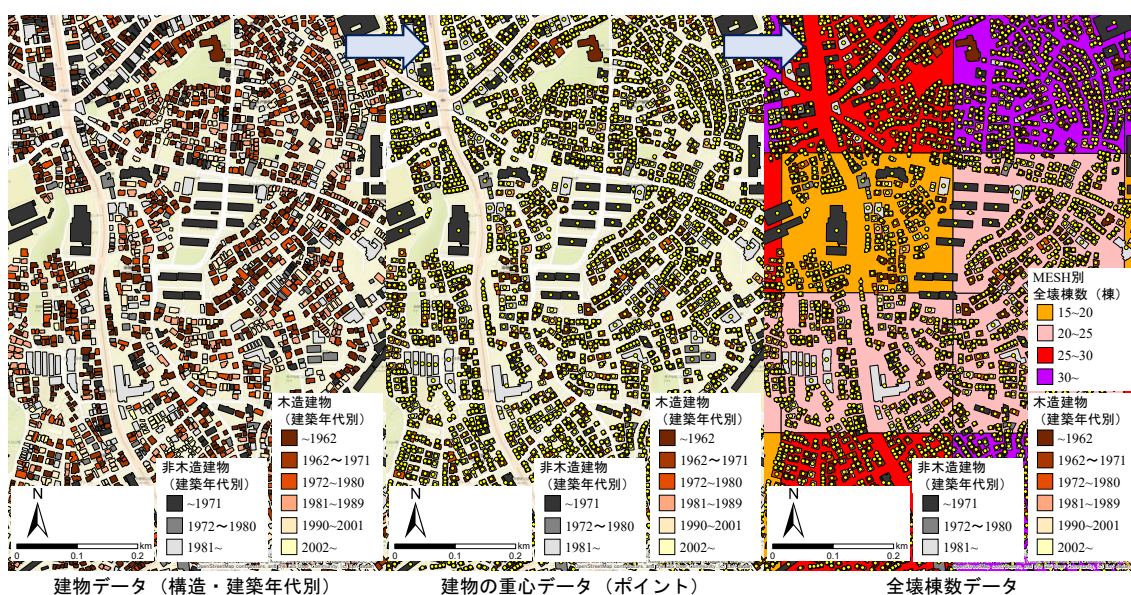 木造建物
（建築年代別）
~1962
1962〜1971
1972~1980
1981~1989
1990~2001
2002~
非木造建物
（建築年代別）
~1971
1972〜1980
1981~
N
km
0
0.1
0.2
建物データ（構造・建築年代別）
木造建物
（建築年代別）
~1962
1962〜1971
1972~1980
1981~1989
1990~2001
2002~
非木造建物
（建築年代別）
~1971
1972〜1980
1981~
N
km
0
0.1
0.2
建物の重心データ（ポイント）
MESH別
全壊棟数（棟）
15~20
20~25
25~30
30~
木造建物
（建築年代別）
~1962
1962〜1971
1972~1980
1981~1989
1990~2001
2002~
非木造建物
（建築年代別）
~1971
1972〜1980
1981~
N
km
0
0.1
0.2
全壊棟数データ